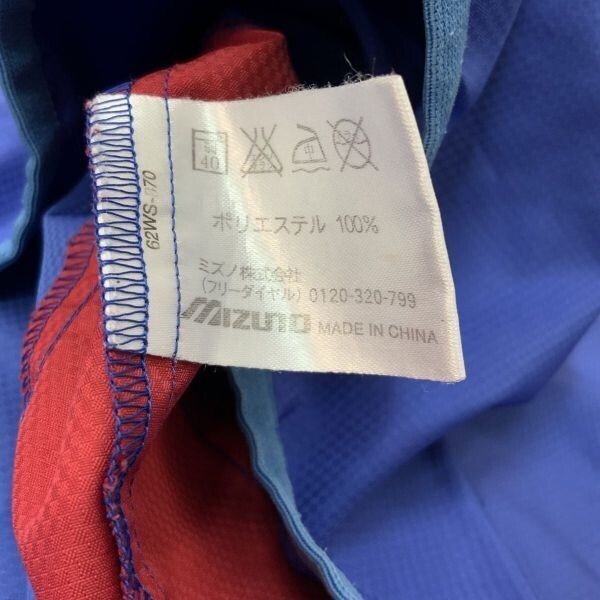 40
中
ポリエステル 100%
ミズノ株式会社
(フリーダイヤル) 0120-320-799
MIZUNO MADE IN CHINA